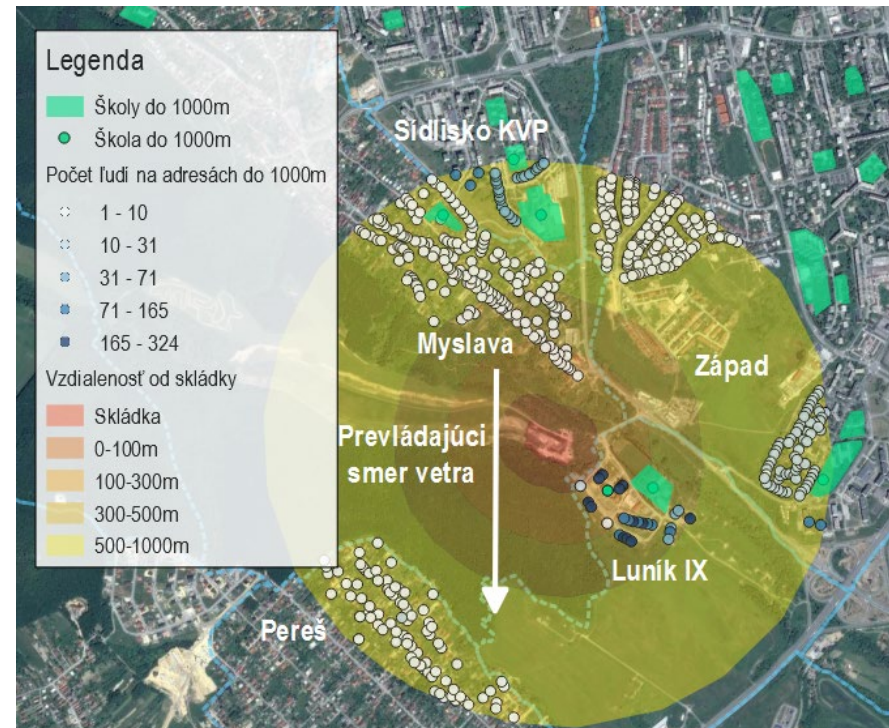 Legenda
Školy do 1000m
Škola do 1000m
Počet ľudí na adresách do 1000m
1 - 10
10 - 31
31 - 71
71 - 165
165 - 324
Vzdialenosť od skládky
Skládka
0-100m
100-300m
300-500m
500-1000m
Sídlisko KVP
Myslava
Západ
Prevládajúci
smer vetra
Luník IX
Pereš